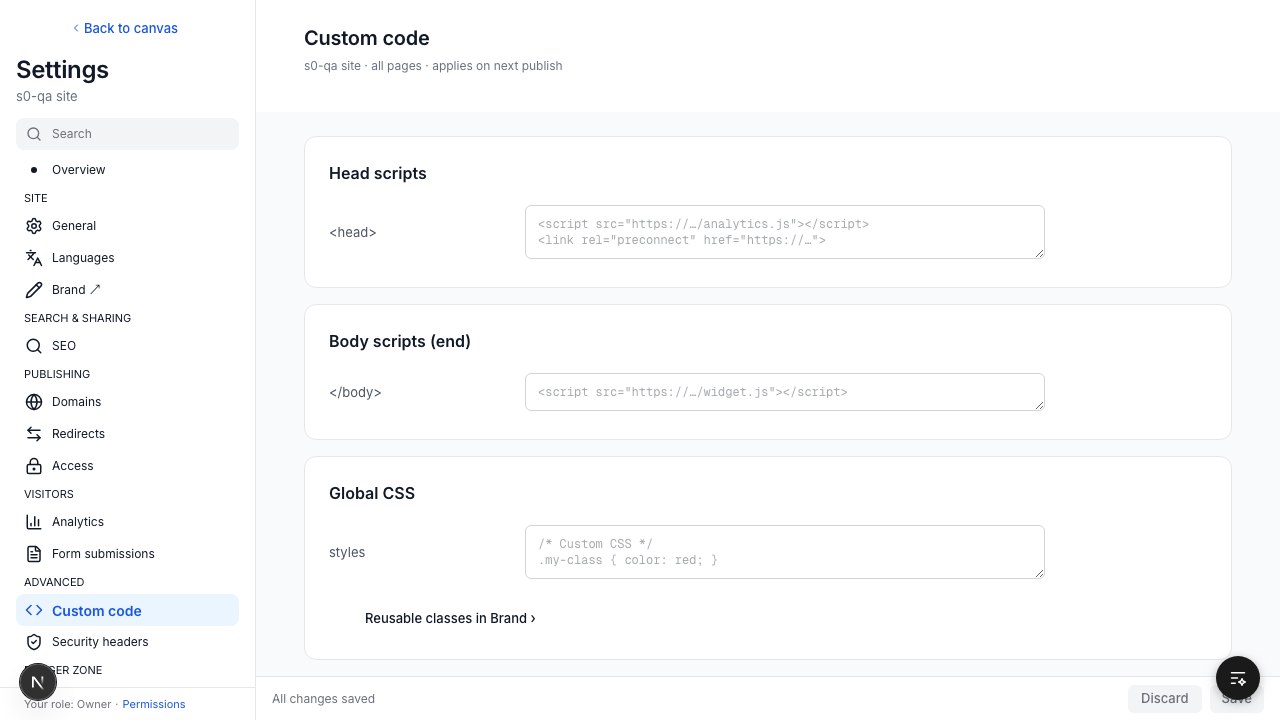 Back to canvas
Settings
s0-qa site
Search
Overview
SITE
General
Languages
Brand ↗
SEARCH & SHARING
SEO
PUBLISHING
Domains
Redirects
Access
VISITORS
Analytics
Form submissions
ADVANCED
Custom code
Security headers
GER ZONE
Your role: Owner · Permissions
Custom code
s0-qa site · all pages · applies on next publish
Head scripts
<head>
<script src="https://…/analytics.js"></script>
<link rel="preconnect" href="https://…">
Body scripts (end)
</body>
<script src="https://…/widget.js"></script>
Global CSS
styles
/* Custom CSS */
.my-class { color: red; }
Reusable classes in Brand ›
All changes saved
Discard
Save